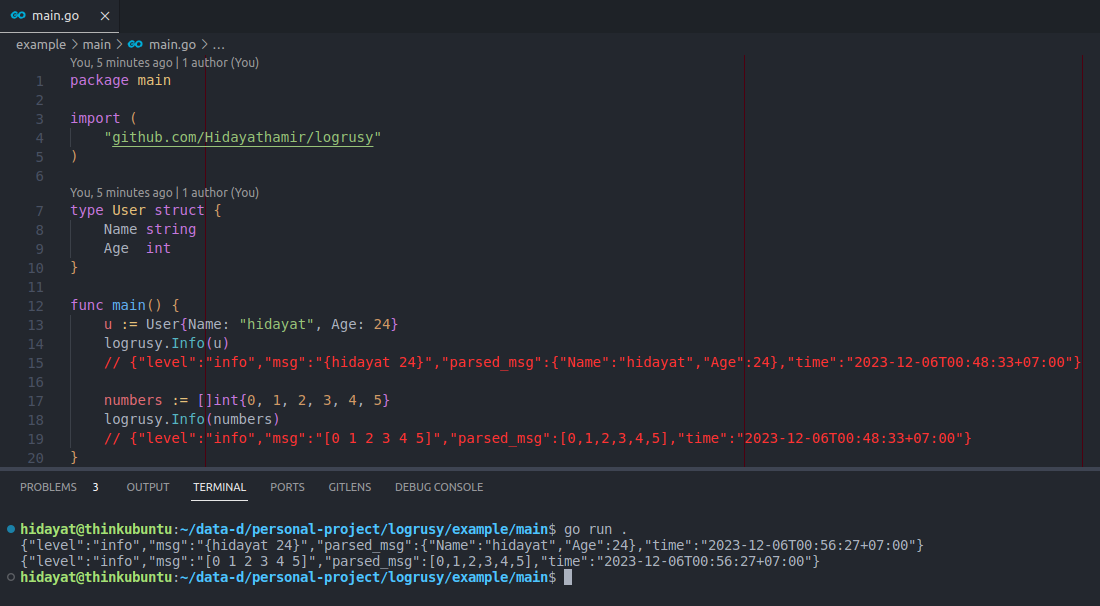 main.go
example > main > main.go > ...
You, 5 minutes ago | 1 author (You)
1 package main
2
3 import (
4     "github.com/Hidayathamir/logrusy"
5 )
6
You, 5 minutes ago | 1 author (You)
7 type User struct {
8     Name string
9     Age  int
10 }
11
12 func main() {
13     u := User{Name: "hidayat", Age: 24}
14     logrusy.Info(u)
15     // {"level":"info","msg":"{hidayat 24}","parsed_msg":{"Name":"hidayat","Age":24},"time":"2023-12-06T00:48:33+07:00"}
16
17     numbers := []int{0, 1, 2, 3, 4, 5}
18     logrusy.Info(numbers)
19     // {"level":"info","msg":"[0 1 2 3 4 5]","parsed_msg":[0,1,2,3,4,5],"time":"2023-12-06T00:48:33+07:00"}
20 }
PROBLEMS 3 OUTPUT TERMINAL PORTS GITLENS DEBUG CONSOLE
hidayat@thinkubuntu:~/data-d/personal-project/logrusy/example/main$ go run .
{"level":"info","msg":"{hidayat 24}","parsed_msg":{"Name":"hidayat","Age":24},"time":"2023-12-06T00:56:27+07:00"}
{"level":"info","msg":"[0 1 2 3 4 5]","parsed_msg":[0,1,2,3,4,5],"time":"2023-12-06T00:56:27+07:00"}
hidayat@thinkubuntu:~/data-d/personal-project/logrusy/example/main$